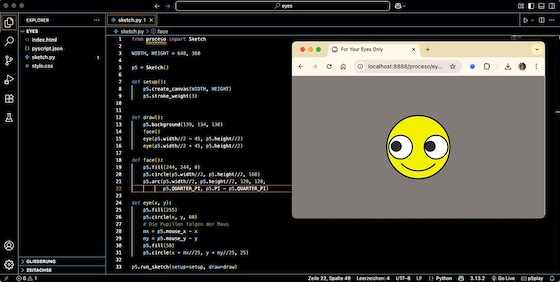 eyes
EXPLORER
EYES
index.html
pyscript.json
sketch.py 1
style.css
GLIEDERUNG
ZEITACHSE
sketch.py 1
sketch.py > face
1 from proceso import Sketch
2
3 WIDTH, HEIGHT = 640, 360
4
5 p5 = Sketch()
6
7 def setup():
8 p5.create_canvas(WIDTH, HEIGHT)
9 p5.stroke_weight(3)
10
11
12 def draw():
13 p5.background(139, 134, 130)
14 face()
15 eye(p5.width//2 - 45, p5.height//2)
16 eye(p5.width//2 + 45, p5.height//2)
17
18 def face():
19 p5.fill(244, 244, 0)
20 p5.circle(p5.width//2, p5.height//2, 160)
21 p5.arc(p5.width//2, p5.height//2, 120, 120,
22 p5.QUARTER_PI, p5.PI - p5.QUARTER_PI)
23
24 def eye(x, y):
25 p5.fill(255)
26 p5.circle(x, y, 60)
27 # Die Pupillen folgen der Maus
28 mx = p5.mouse_x - x
29 my = p5.mouse_y - y
30 p5.fill(50)
31 p5.circle(x + mx//25, y + my//25, 25)
32
33 p5.run_sketch(setup=setup, draw=draw)
For Your Eyes Only
localhost:8888/proceso/ey...
0 1 Zeile 22, Spalte 49 Leerzeichen: 4 UTF-8 LF Python 3.13.2 Go Live p5play